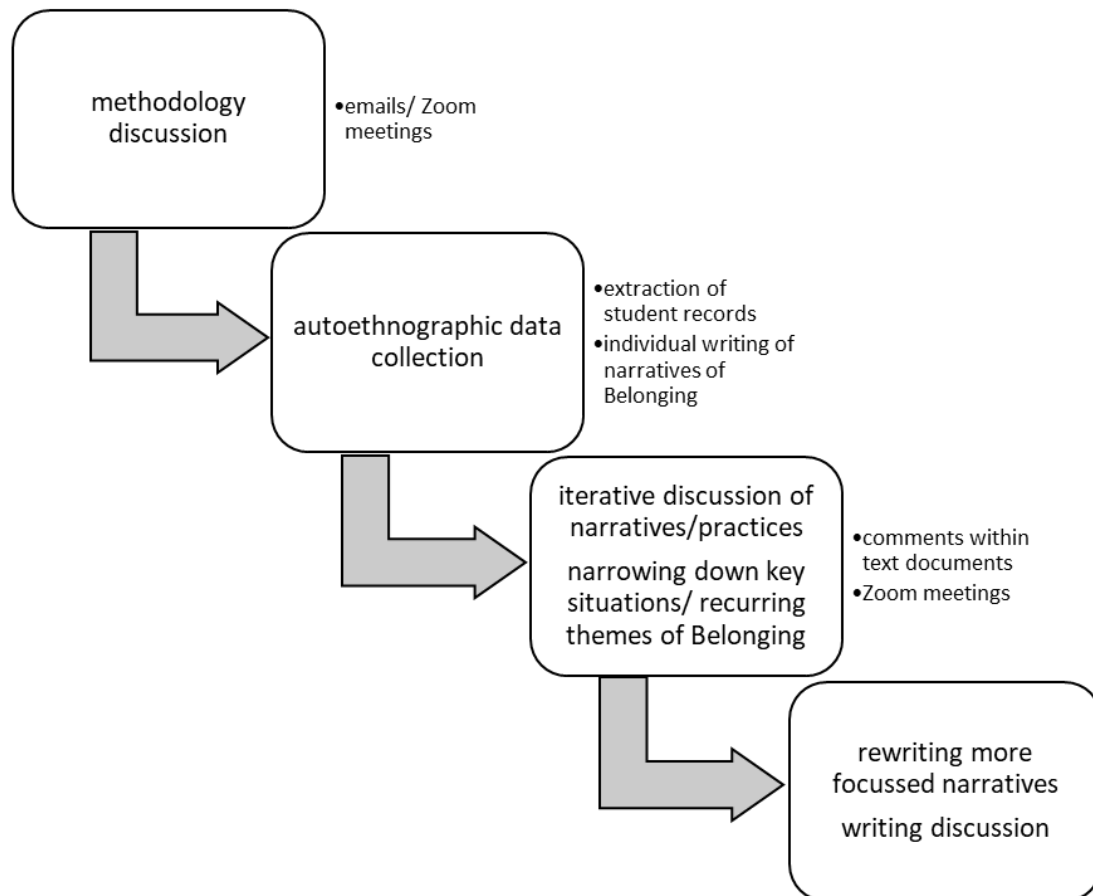 methodology
discussion
•emails/ Zoom
meetings
autoethnographic data
collection
•extraction of
student records
•individual writing of
narratives of
Belonging
iterative discussion of
narratives/practices
narrowing down key
situations/ recurring
themes of Belonging
•comments within
text documents
•Zoom meetings
rewriting more
focussed narratives
writing discussion